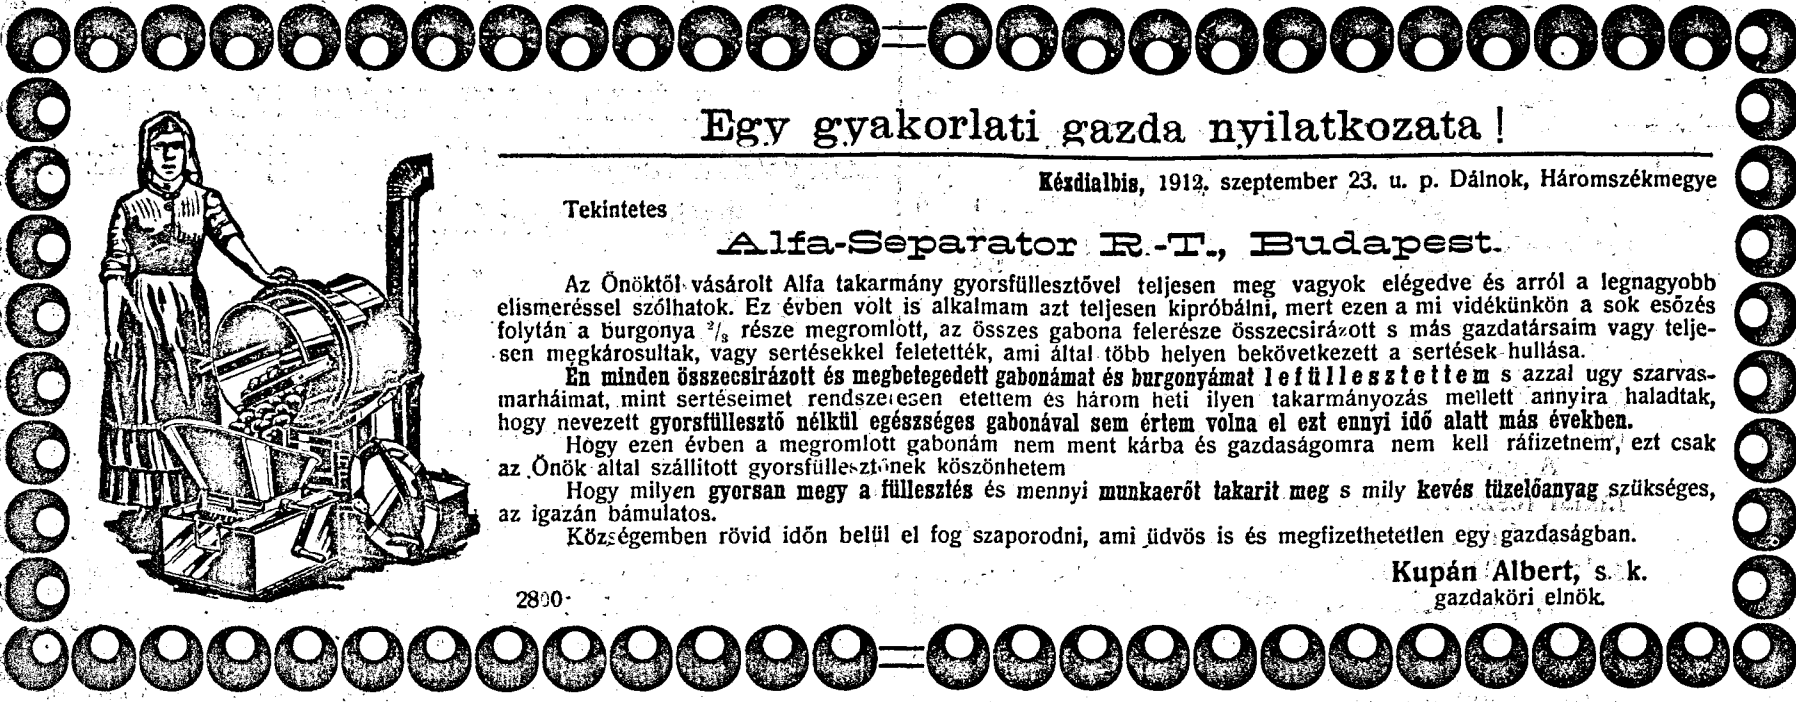 Egy gyakorlati gazda nyilatkozata!
Kézdialbis, 1912. szeptember 23. u. p. Dálnok, Háromszékmegye
Tekintetes
Alfa-Separator R.-T., Budapest.
Az Önöktől vásárolt Alfa takarmány gyorsfüllesztővel teljesen meg vagyok elégedve és arról a legnagyobb
elismeréssel szólhatok. Ez évben volt is alkalmam azt teljesen kipróbálni, mert ezen a mi vidékünkön a sok esőzés
folytán a burgonya ²/₃ része megromlott, az összes gabona felerésze összecsirázott s más gazdatársaim vagy telje-
sen megkárosultak, vagy sertésekkel feletették, ami által több helyen bekövetkezett a sertések hullása.
Én minden összecsirázott és megbetegedett gabonámat és burgonyámat lefüllesztettem s azzal ugy szarvas-
marháimat, mint sertéseimet rendszeresen etettem és három heti ilyen takarmányozás mellett annyira haladtak,
hogy nevezett gyorsfüllesztő nélkül egészséges gabonával sem értem volna el ezt ennyi idő alatt más években.
Hogy ezen évben a megromlott gabonám nem ment kárba és gazdaságomra nem kell ráfizetnem, ezt csak
az Önök által szállitott gyorsfüllesztőnek köszönhetem
Hogy milyen gyorsan megy a füllesztés és mennyi munkaerőt takarit meg s mily kevés tüzelőanyag szükséges,
az igazán bámulatos.
Községemben rövid időn belül el fog szaporodni, ami üdvös is és megfizethetetlen egy gazdaságban.
Kupán Albert, s. k.
gazdaköri elnök.